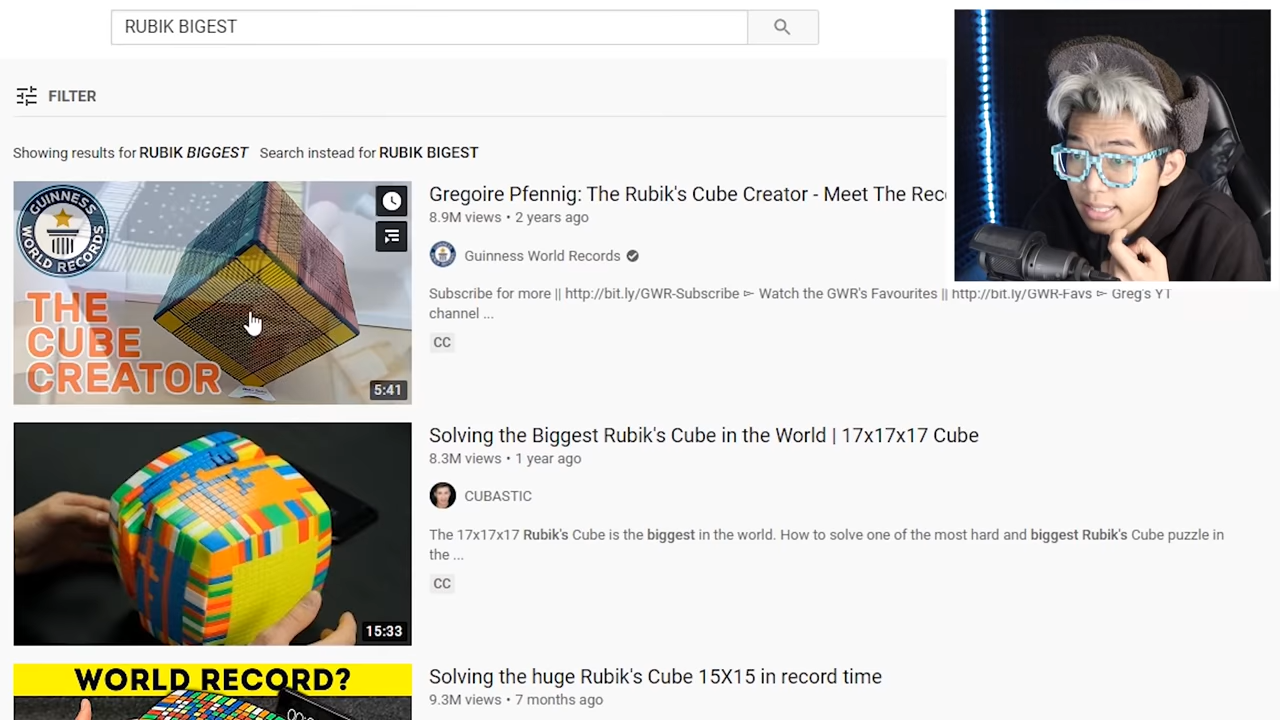 RUBIK BIGEST
FILTER
Showing results for RUBIK BIGGEST Search instead for RUBIK BIGEST
GUINNESS
WORLD RECORDS
THE
CUBE
CREATOR
5:41
Gregoire Pfennig: The Rubik's Cube Creator - Meet The Rec
8.9M views • 2 years ago
Guinness World Records
Subscribe for more || http://bit.ly/GWR-Subscribe ► Watch the GWR's Favourites || http://bit.ly/GWR-Favs ► Greg's YT
channel ...
CC
15:33
Solving the Biggest Rubik's Cube in the World | 17x17x17 Cube
8.3M views • 1 year ago
CUBASTIC
The 17x17x17 Rubik's Cube is the biggest in the world. How to solve one of the most hard and biggest Rubik's Cube puzzle in
the ...
CC
WORLD RECORD?
Solving the huge Rubik's Cube 15X15 in record time
9.3M views • 7 months ago